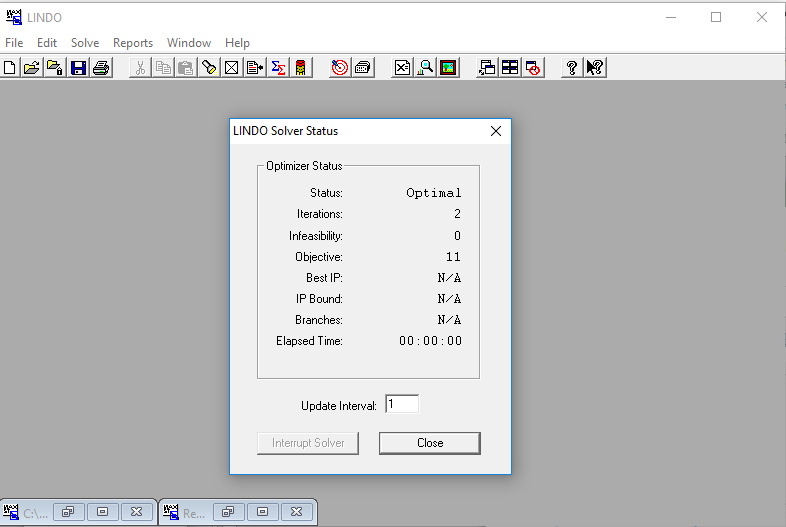 LINDO
File Edit Solve Reports Window Help
LINDO Solver Status
Optimizer Status
Status: Optimal
Iterations: 2
Infeasibility: 0
Objective: 11
Best IP: N/A
IP Bound: N/A
Branches: N/A
Elapsed Time: 00:00:00
Update Interval: 1
Interrupt Solver Close
C:\... Re...